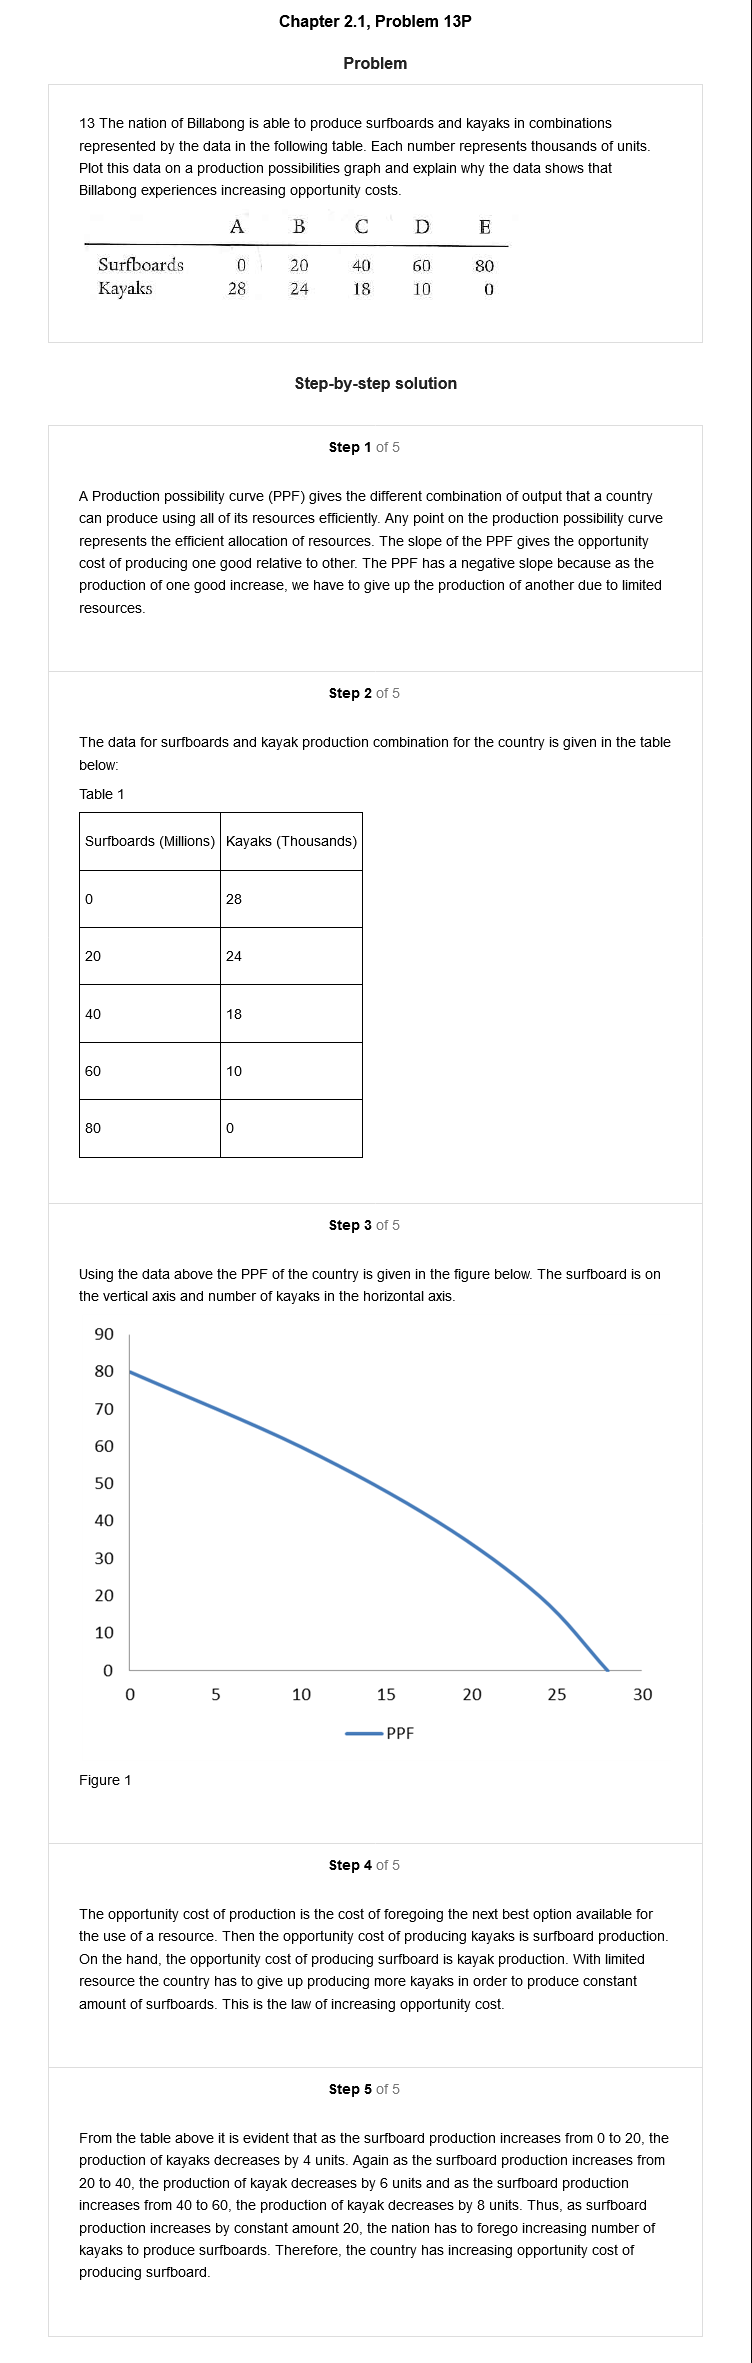 Chapter 2.1, Problem 13P
Problem
13 The nation of Billabong is able to produce surfboards and kayaks in combinations
represented by the data in the following table. Each number represents thousands of units.
Plot this data on a production possibilities graph and explain why the data shows that
Billabong experiences increasing opportunity costs.
A B C D E
Surfboards 0 20 40 60 80
Kayaks 28 24 18 10 0
Step-by-step solution
Step 1 of 5
A Production possibility curve (PPF) gives the different combination of output that a country
can produce using all of its resources efficiently. Any point on the production possibility curve
represents the efficient allocation of resources. The slope of the PPF gives the opportunity
cost of producing one good relative to other. The PPF has a negative slope because as the
production of one good increase, we have to give up the production of another due to limited
resources.
Step 2 of 5
The data for surfboards and kayak production combination for the country is given in the table
below:
Table 1
Surfboards (Millions) Kayaks (Thousands)
0 28
20 24
40 18
60 10
80 0
Step 3 of 5
Using the data above the PPF of the country is given in the figure below. The surfboard is on
the vertical axis and number of kayaks in the horizontal axis.
90
80
70
60
50
40
30
20
10
0
0 5 10 15 20 25 30
PPF
Figure 1
Step 4 of 5
The opportunity cost of production is the cost of foregoing the next best option available for
the use of a resource. Then the opportunity cost of producing kayaks is surfboard production.
On the hand, the opportunity cost of producing surfboard is kayak production. With limited
resource the country has to give up producing more kayaks in order to produce constant
amount of surfboards. This is the law of increasing opportunity cost.
Step 5 of 5
From the table above it is evident that as the surfboard production increases from 0 to 20, the
production of kayaks decreases by 4 units. Again as the surfboard production increases from
20 to 40, the production of kayak decreases by 6 units and as the surfboard production
increases from 40 to 60, the production of kayak decreases by 8 units. Thus, as surfboard
production increases by constant amount 20, the nation has to forego increasing number of
kayaks to produce surfboards. Therefore, the country has increasing opportunity cost of
producing surfboard.